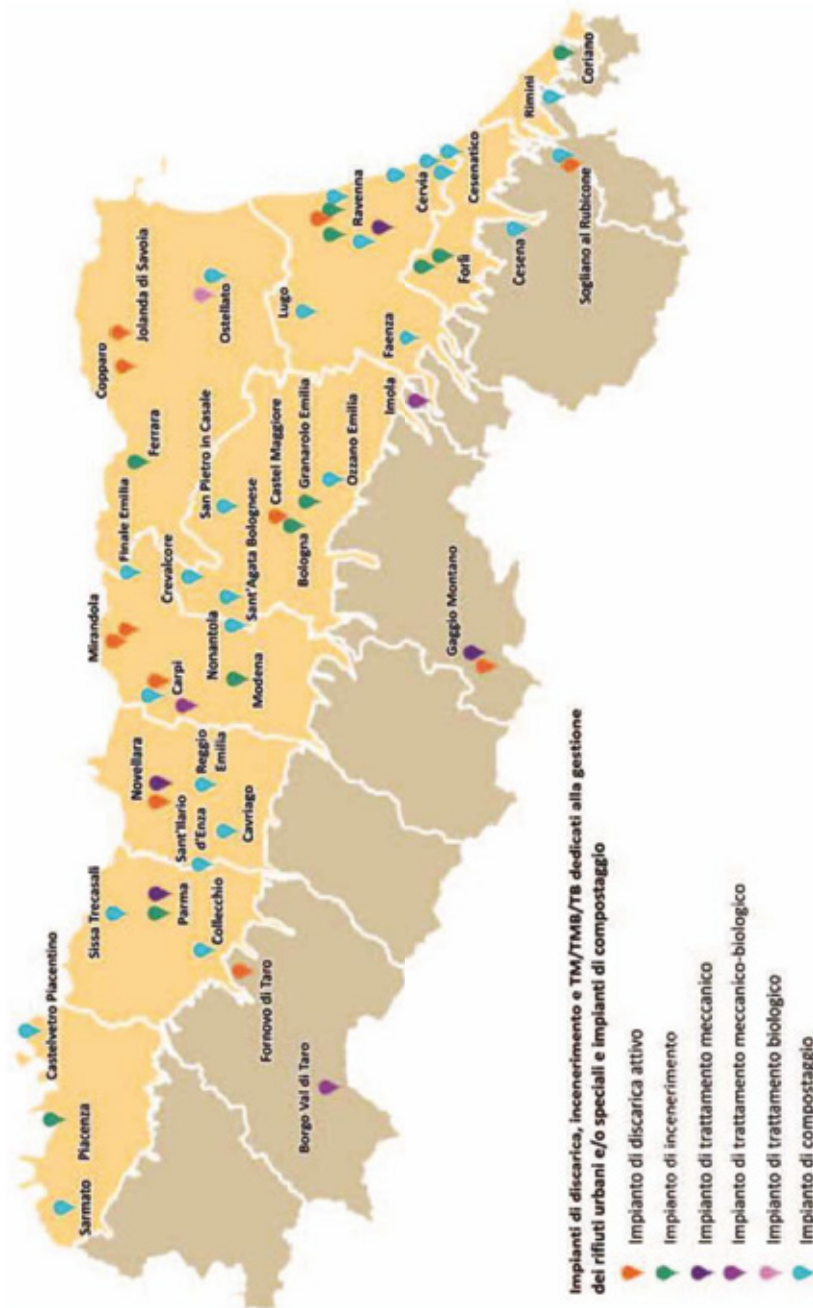 Castelvetro Piacentino
Piacenza
Sarmato
Sissa Trecasali
Parma
Collecchio
Fornovo di Taro
Borgo Val di Taro
Novellara
Sant'Ilario
d'Enza
Reggio
Emilia
Cavriago
Mirandola
Carpi
Nonantola
Modena
Finale Emilia
Crevalcore
Sant'Agata Bolognese
San Pietro in Casale
Castel Maggiore
Granarolo Emilia
Bologna
Ozzano Emilia
Imola
Gaggio Montano
Ferrara
Copparo
Jolanda di Savoia
Ostellato
Lugo
Faenza
Ravenna
Cervia
Cesenatico
Forlì
Cesena
Sogliano al Rubicone
Rimini
Coriano
Impianti di discarica, incenerimento e TM/TMB/TB dedicati alla gestione
dei rifiuti urbani e/o speciali e impianti di compostaggio
Impianto di discarica attivo
Impianto di incenerimento
Impianto di trattamento meccanico
Impianto di trattamento meccanico-biologico
Impianto di trattamento biologico
Impianto di compostaggio